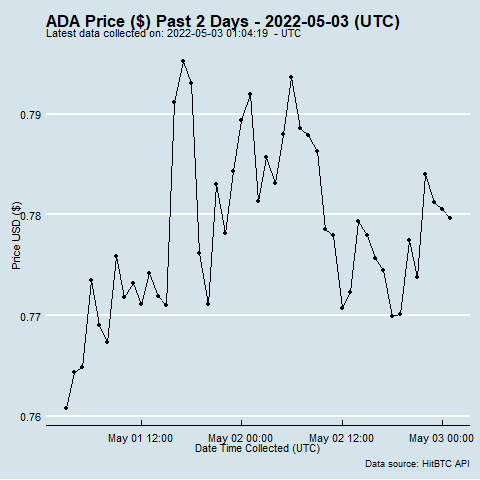 ADA Price ($) Past 2 Days - 2022-05-03 (UTC)
Latest data collected on: 2022-05-03 01:04:19 - UTC
0.79
0.78
0.77
0.76
Price USD ($)
May 01 12:00
May 02 00:00
May 02 12:00
May 03 00:00
Date Time Collected (UTC)
Data source: HitBTC API